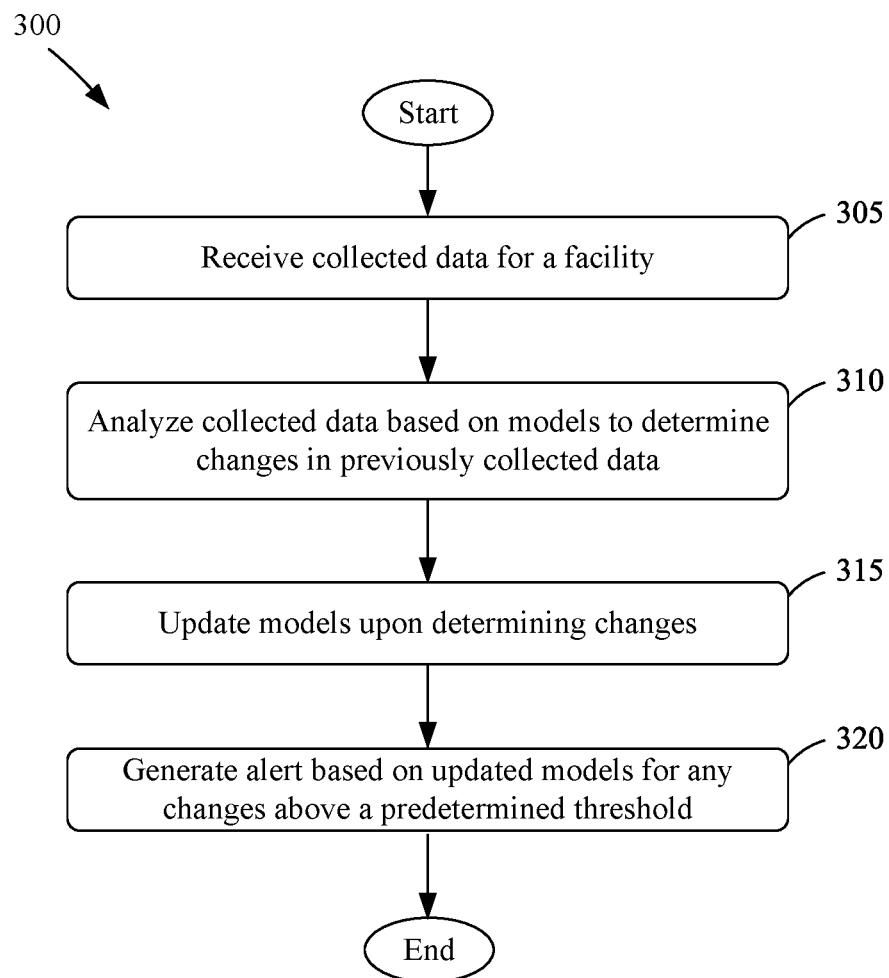 300
Start
305
Receive collected data for a facility
310
Analyze collected data based on models to determine
changes in previously collected data
315
Update models upon determining changes
320
Generate alert based on updated models for any
changes above a predetermined threshold
End